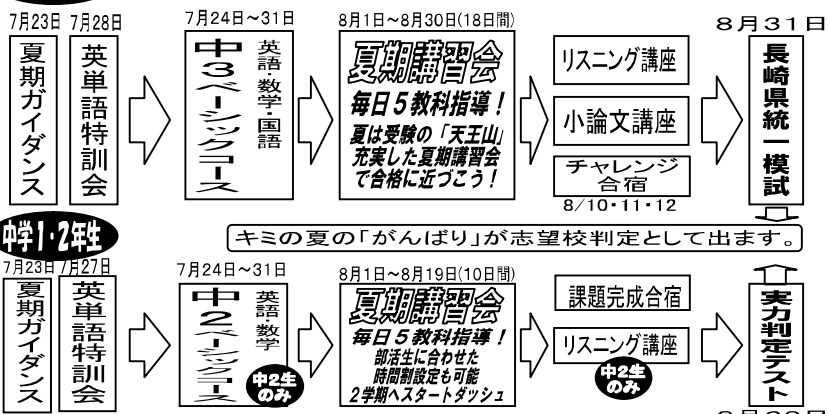 7月23日
7月28日
7月24日～31日
8月1日～8月30日(18日間)
8月31日
夏期ガイダンス
英単語特訓会
中3ベーシックコース
英語・数学・国語
夏期講習会
毎日5教科指導！
夏は受験の「天王山」
充実した夏期講習会
で合格に近づこう！
リスニング講座
小論文講座
チャレンジ
合宿
8/10・11・12
長崎県統一模試
キミの夏の「がんばり」が志望校判定として出ます。
中学1・2年生
7月23日
7月27日
7月24日～31日
8月1日～8月19日(10日間)
夏期ガイダンス
英単語特訓会
中2ベーシックコース
英語・数学
中2生
のみ
夏期講習会
毎日5教科指導！
部活生に合わせた
時間割設定も可能
2学期へスタートダッシュ
課題完成合宿
リスニング講座
中2生
のみ
実力判定テスト